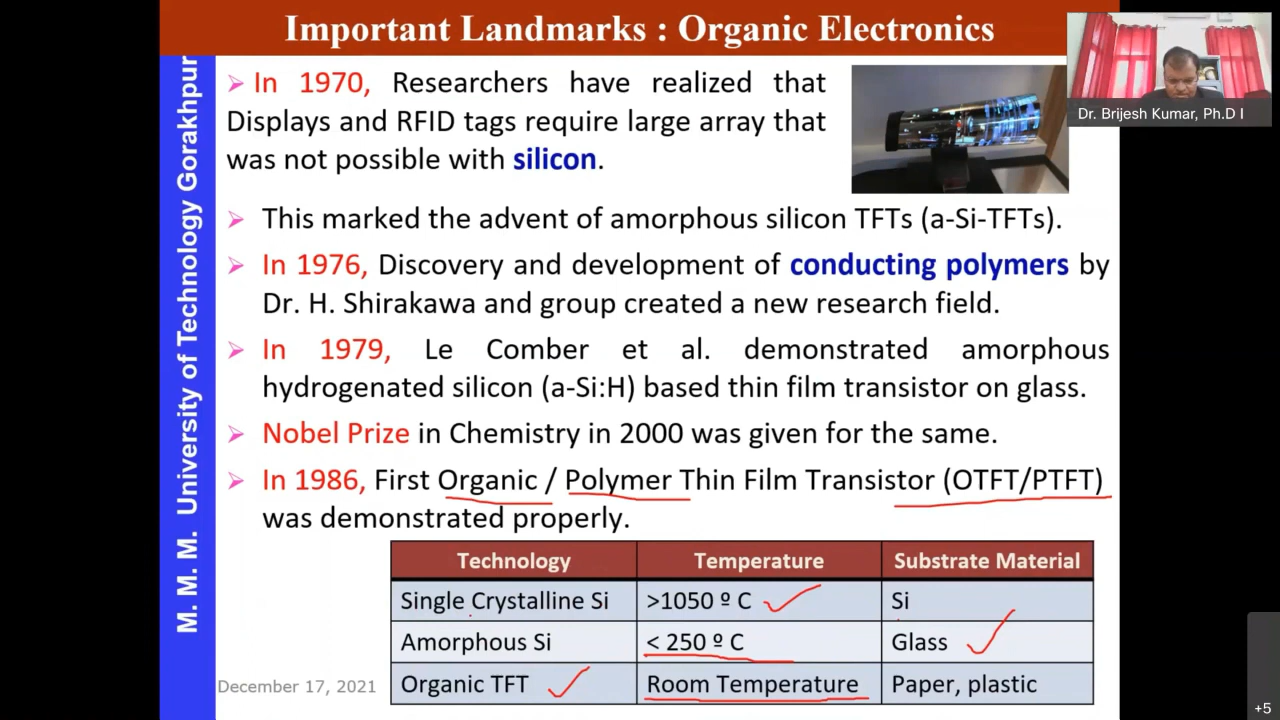 Important Landmarks : Organic Electronics
Dr. Brijesh Kumar, Ph.D I
M. M. M. University of Technology Gorakhpur
➢ In 1970, Researchers have realized that
Displays and RFID tags require large array that
was not possible with silicon.
➢ This marked the advent of amorphous silicon TFTs (a-Si-TFTs).
➢ In 1976, Discovery and development of conducting polymers by
Dr. H. Shirakawa and group created a new research field.
➢ In 1979, Le Comber et al. demonstrated amorphous
hydrogenated silicon (a-Si:H) based thin film transistor on glass.
➢ Nobel Prize in Chemistry in 2000 was given for the same.
➢ In 1986, First Organic / Polymer Thin Film Transistor (OTFT/PTFT)
was demonstrated properly.
Technology Temperature Substrate Material
Single Crystalline Si >1050 º C Si
Amorphous Si < 250 º C Glass
Organic TFT Room Temperature Paper, plastic
December 17, 2021
+5